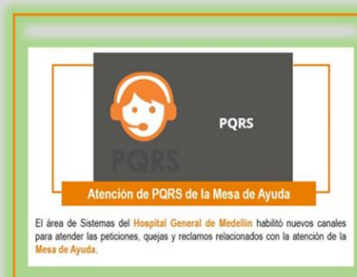 PQRS
PQRS
Atención de PQRS de la Mesa de Ayuda
El área de Sistemas del Hospital General de Medellín habilitó nuevos canales
para atender las peticiones, quejas y reclamos relacionados con la atención de la
Mesa de Ayuda.